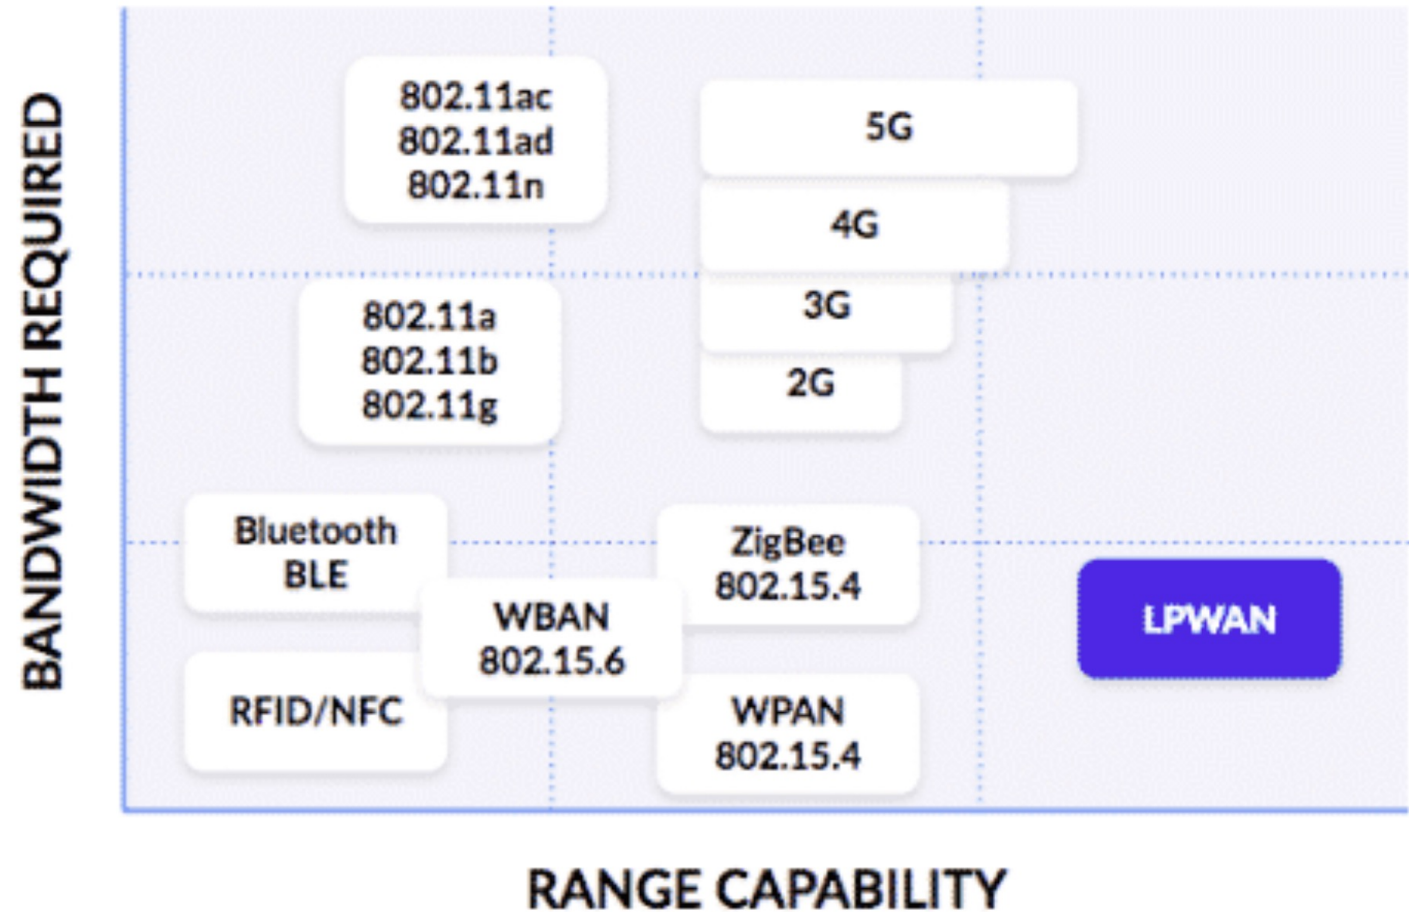 BANDWIDTH REQUIRED
802.11ac
802.11ad
802.11n
5G
4G
3G
2G
802.11a
802.11b
802.11g
Bluetooth
BLE
WBAN
802.15.6
ZigBee
802.15.4
LPWAN
RFID/NFC
WPAN
802.15.4
RANGE CAPABILITY